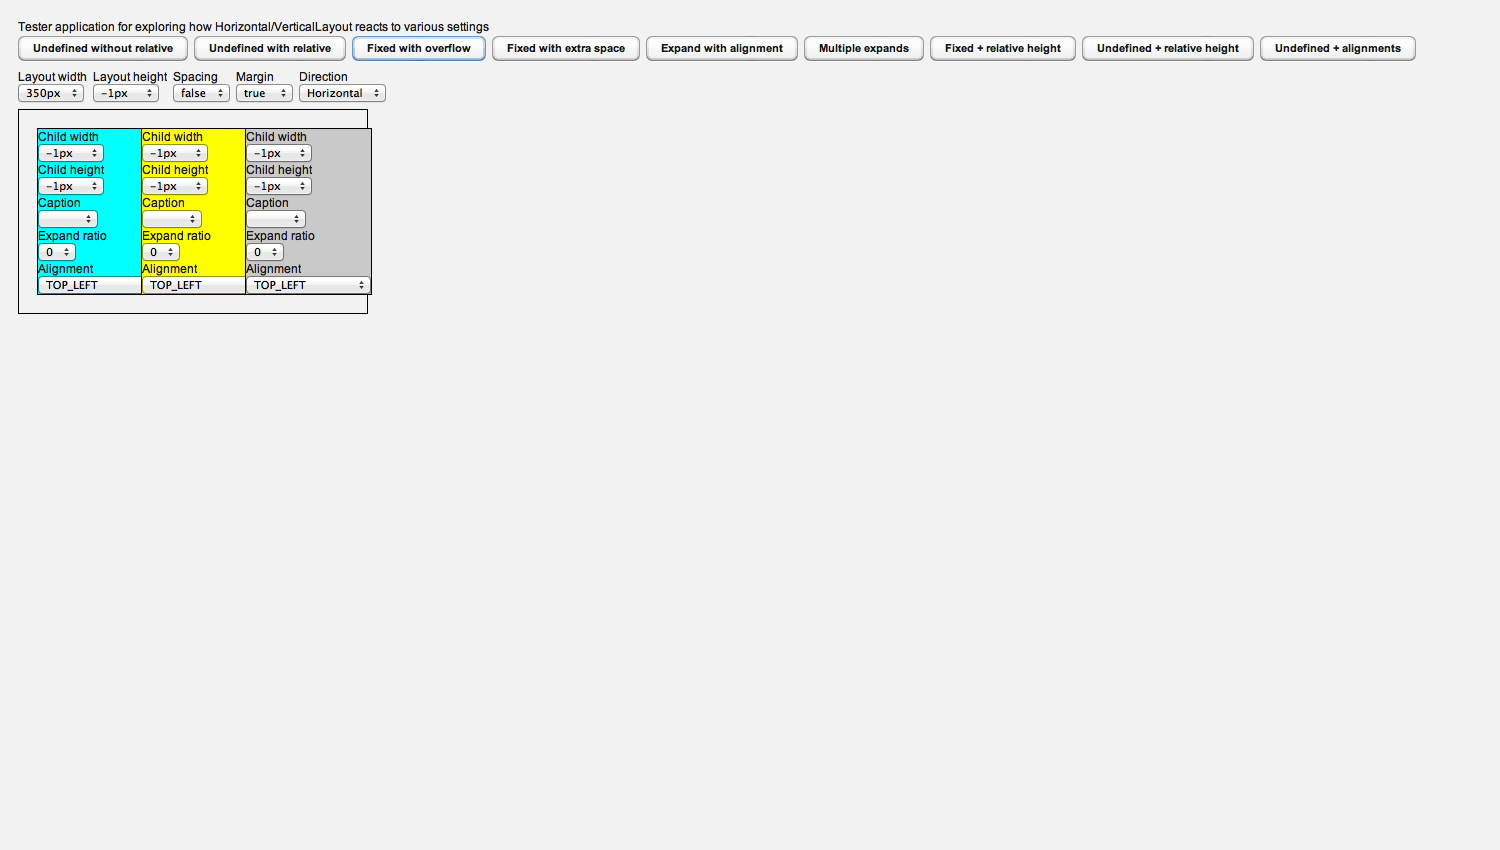 Tester application for exploring how Horizontal/VerticalLayout reacts to various settings
Undefined without relative Undefined with relative Fixed with overflow Fixed with extra space Expand with alignment Multiple expands Fixed + relative height Undefined + relative height Undefined + alignments
Layout width Layout height Spacing Margin Direction
350px -1px false true Horizontal
Child width Child width Child width
-1px -1px -1px
Child height Child height Child height
-1px -1px -1px
Caption Caption Caption
Expand ratio Expand ratio Expand ratio
0 0 0
Alignment Alignment Alignment
TOP_LEFT TOP_LEFT TOP_LEFT